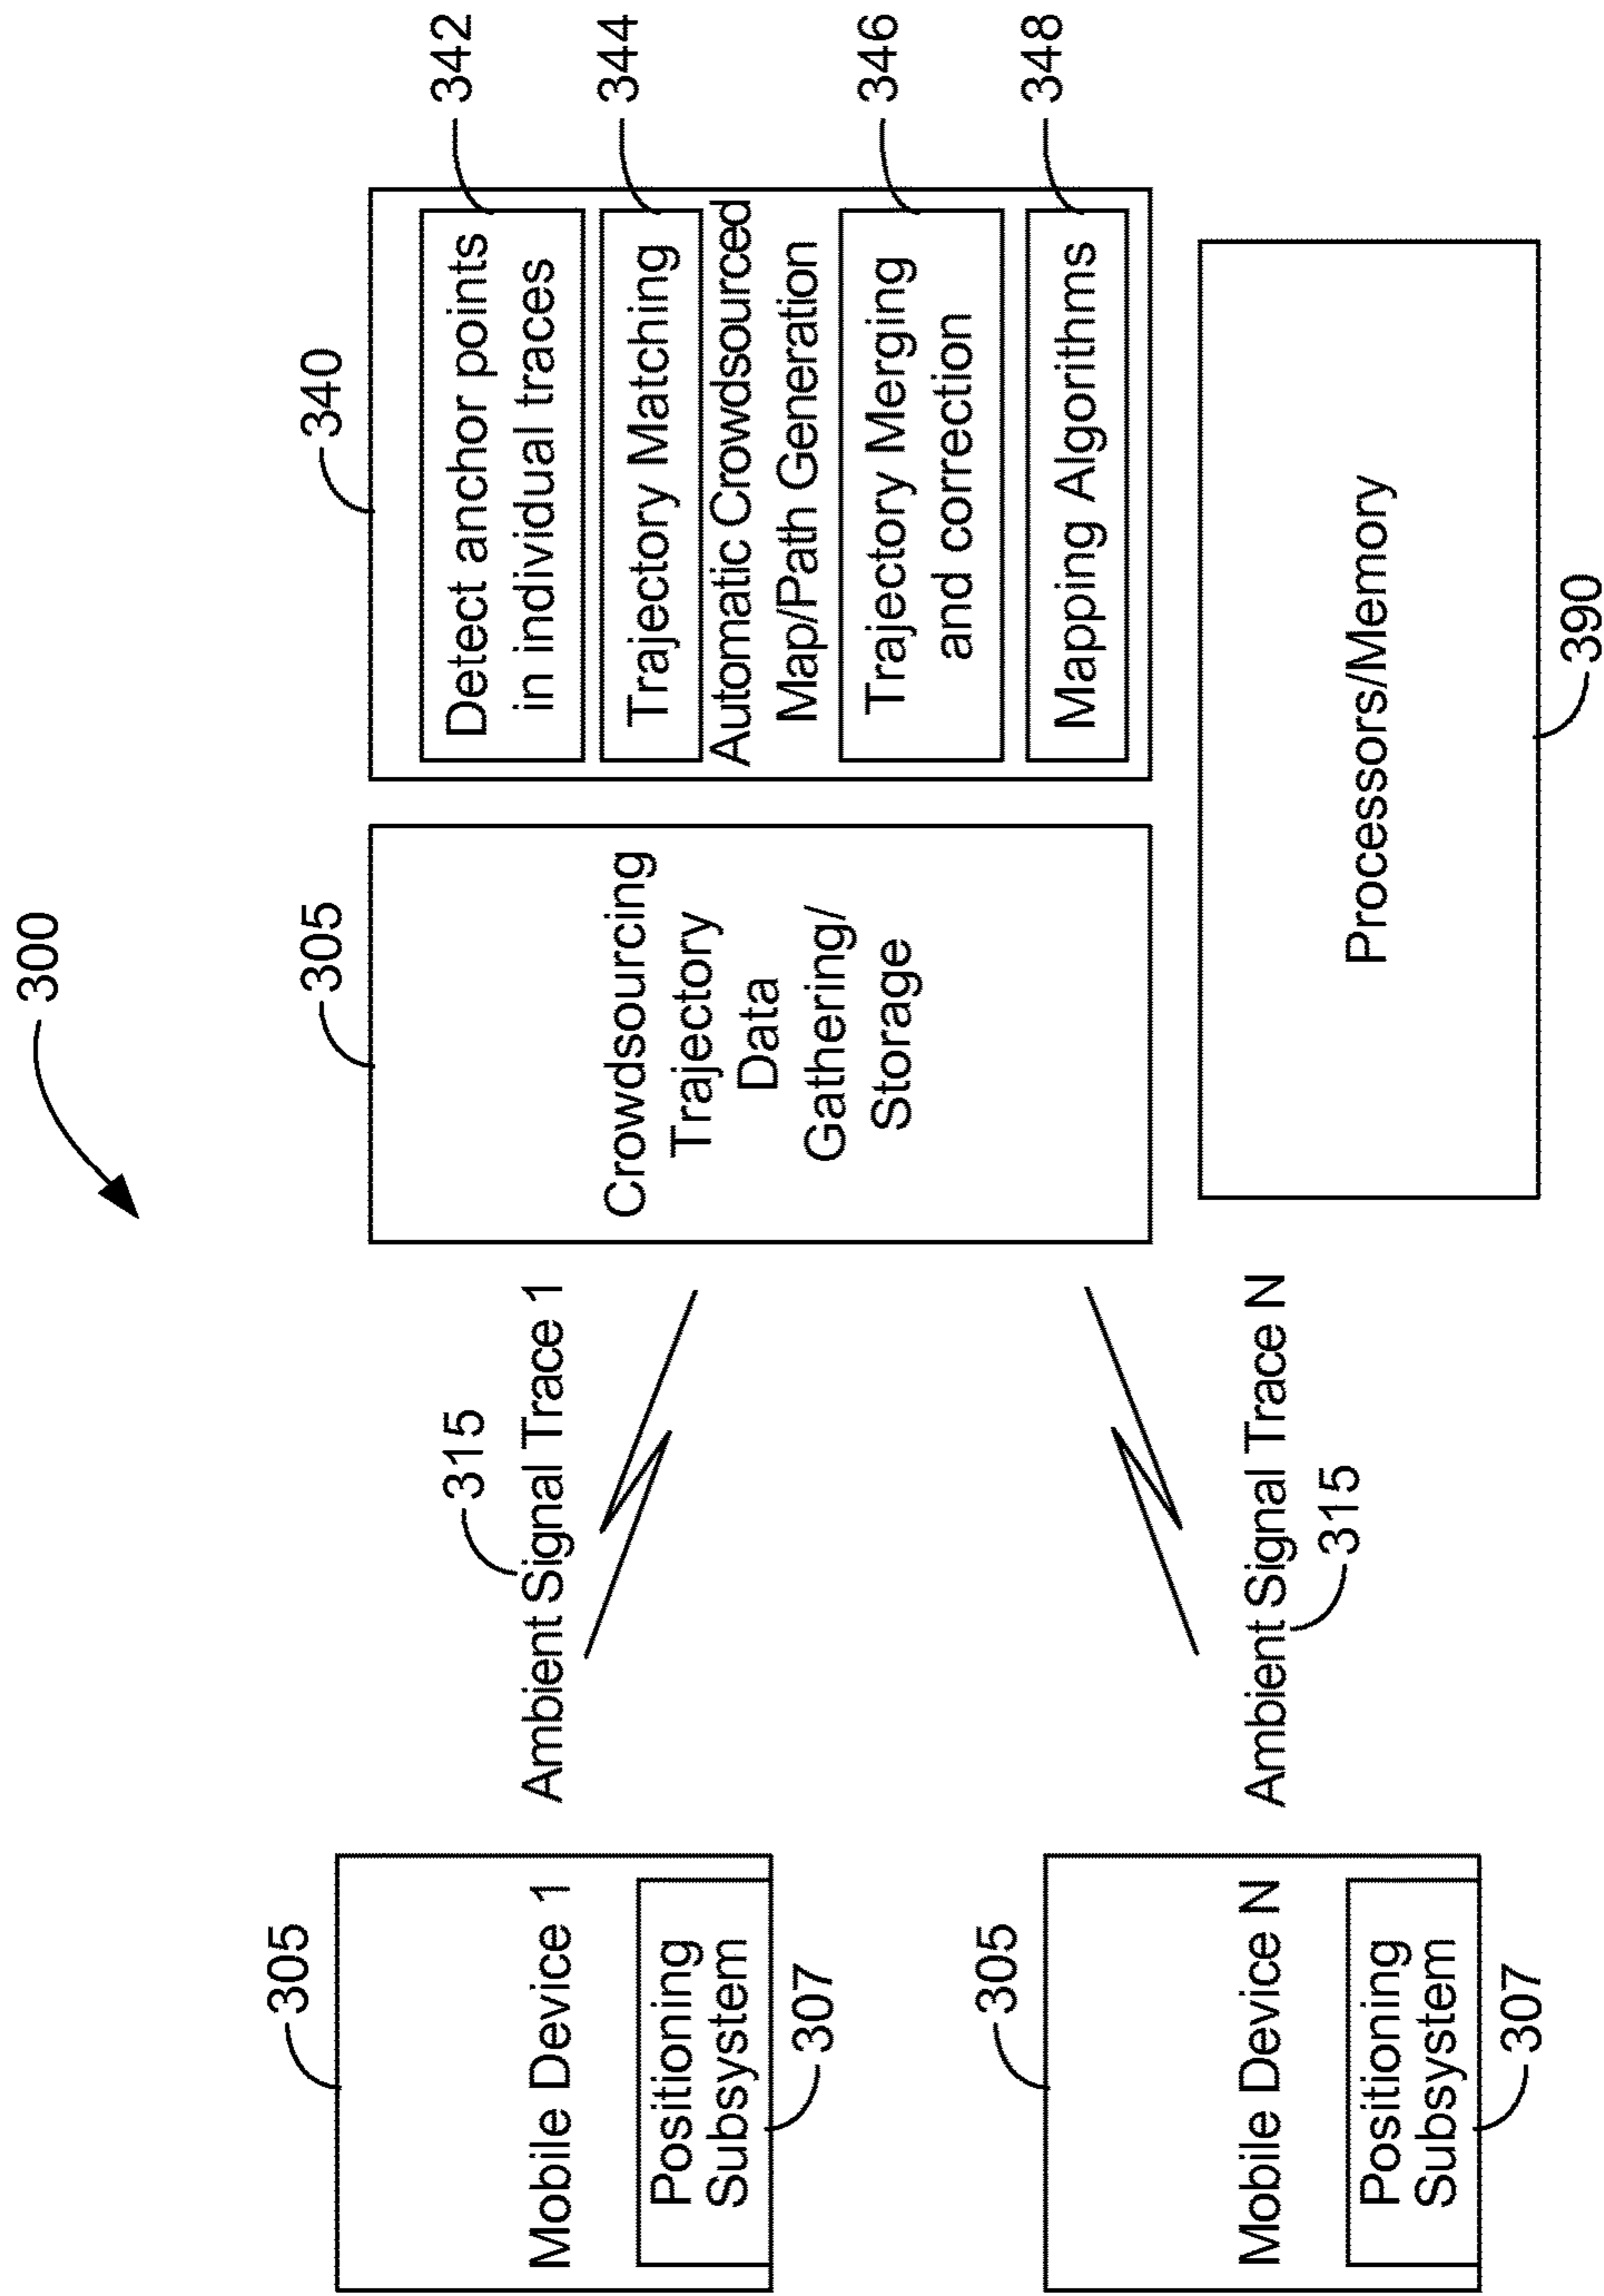 300
305
Mobile Device 1
Positioning
Subsystem
307
315
Ambient Signal Trace 1
305
Mobile Device N
Positioning
Subsystem
307
Ambient Signal Trace N
315
305
Crowdsourcing
Trajectory
Data
Gathering/
Storage
340
Detect anchor points
in individual traces
342
Trajectory Matching
344
Automatic Crowdsourced
Map/Path Generation
Trajectory Merging
and correction
346
Mapping Algorithms
348
Processors/Memory
390